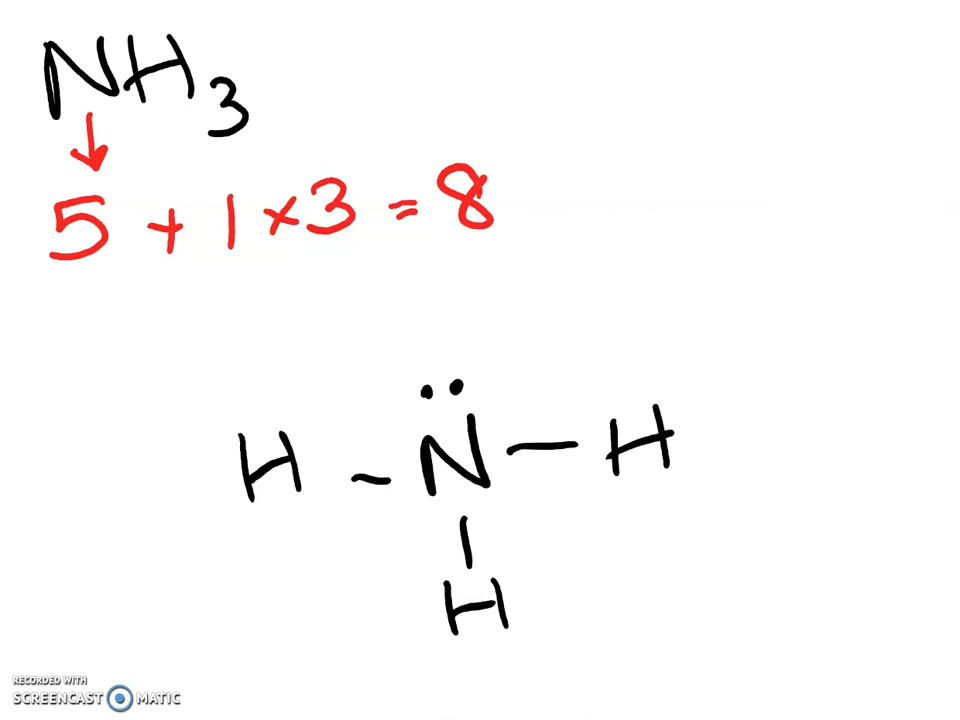 NH3
5 + 1 × 3 = 8
H - N̈ - H
H
RECORDED WITH
SCREENCAST MATIC